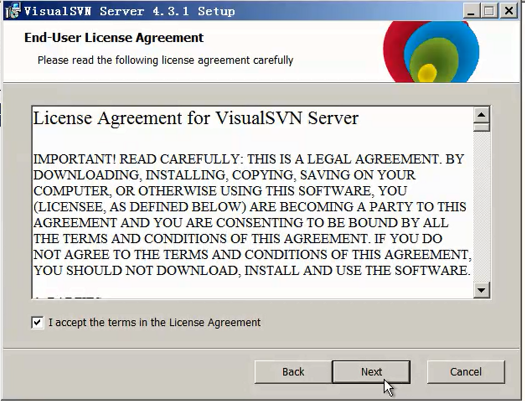 VisualSVN Server 4.3.1 Setup
End-User License Agreement
Please read the following license agreement carefully
License Agreement for VisualSVN Server
IMPORTANT! READ CAREFULLY: THIS IS A LEGAL AGREEMENT. BY
DOWNLOADING, INSTALLING, COPYING, SAVING ON YOUR
COMPUTER, OR OTHERWISE USING THIS SOFTWARE, YOU
(LICENSEE, AS DEFINED BELOW) ARE BECOMING A PARTY TO THIS
AGREEMENT AND YOU ARE CONSENTING TO BE BOUND BY ALL
THE TERMS AND CONDITIONS OF THIS AGREEMENT. IF YOU DO
NOT AGREE TO THE TERMS AND CONDITIONS OF THIS AGREEMENT,
YOU SHOULD NOT DOWNLOAD, INSTALL AND USE THE SOFTWARE.
I accept the terms in the License Agreement
Back
Next
Cancel